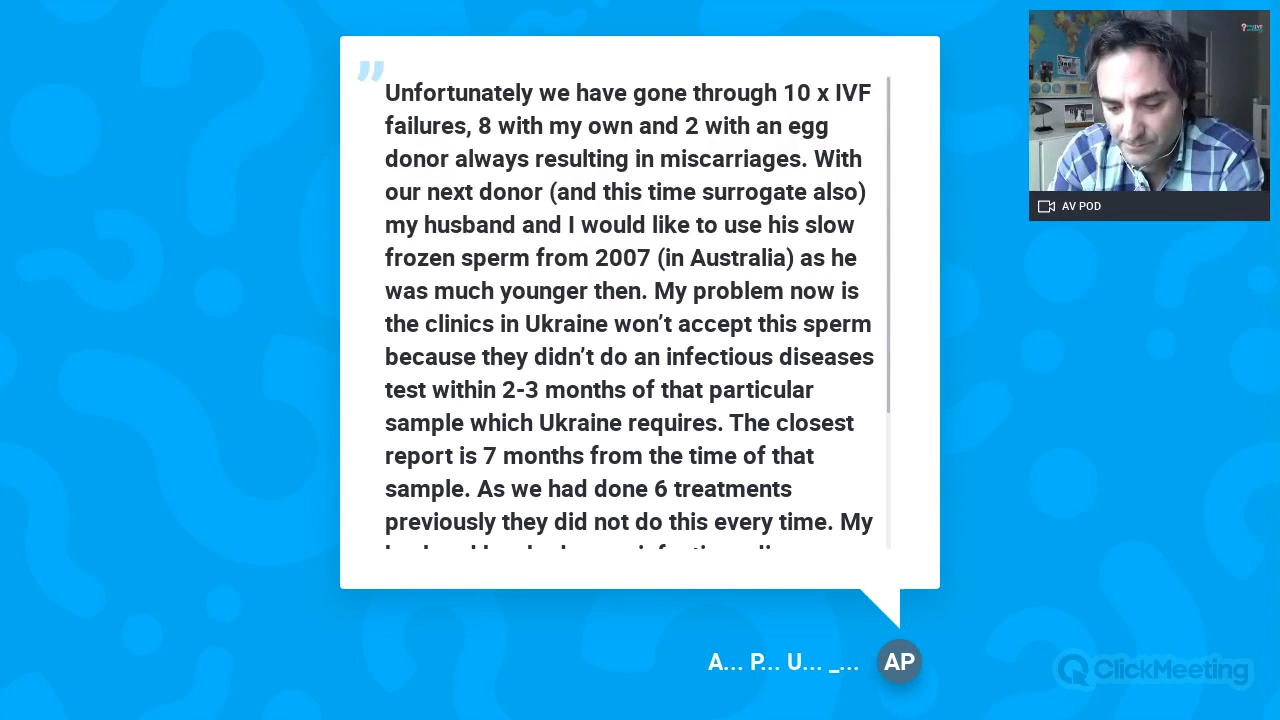 Unfortunately we have gone through 10 x IVF
failures, 8 with my own and 2 with an egg
donor always resulting in miscarriages. With
our next donor (and this time surrogate also)
my husband and I would like to use his slow
frozen sperm from 2007 (in Australia) as he
was much younger then. My problem now is
the clinics in Ukraine won’t accept this sperm
because they didn’t do an infectious diseases
test within 2-3 months of that particular
sample which Ukraine requires. The closest
report is 7 months from the time of that
sample. As we had done 6 treatments
previously they did not do this every time. My
AV POD
A... P... U... _...
AP
ClickMeeting